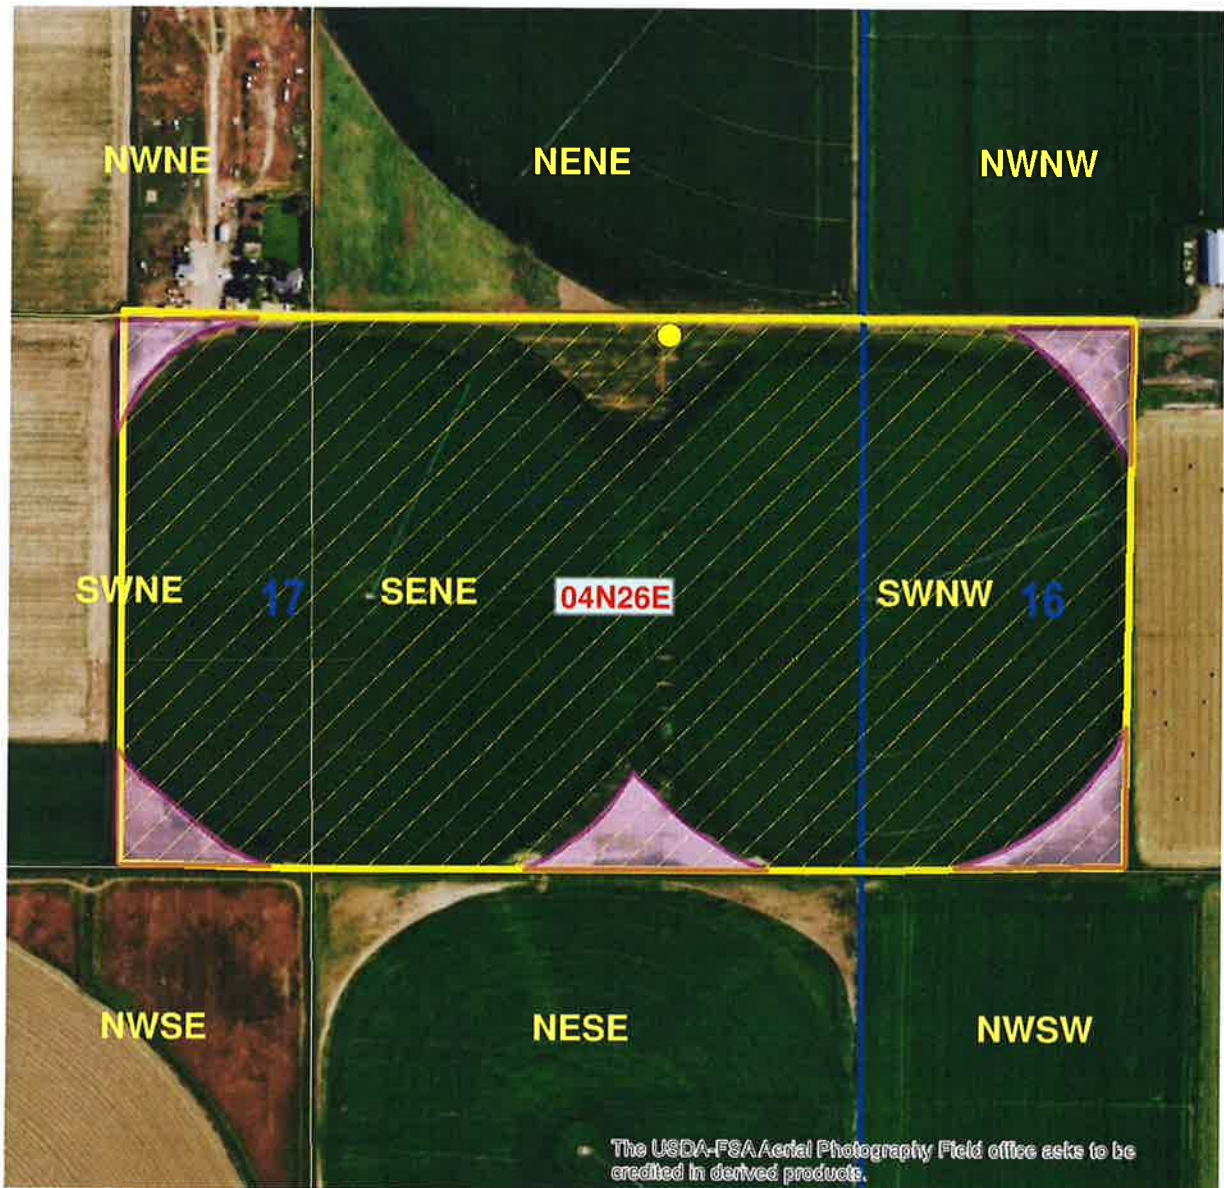 NWNE NENE NWNW
SWNE 17 SENE 04N26E SWNW 16
NWSE NESE NWSW
The USDA-FSA Aerial Photography Field office asks to be
credited in derived products.